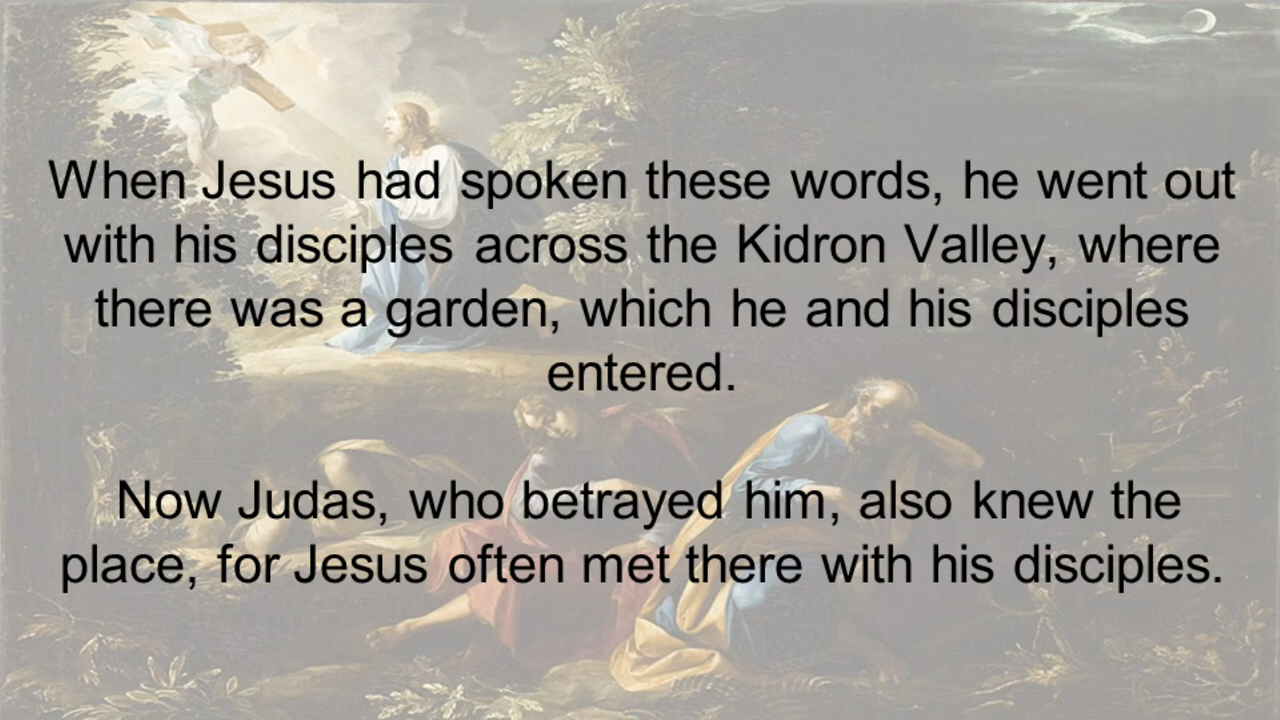 When Jesus had spoken these words, he went out
with his disciples across the Kidron Valley, where
there was a garden, which he and his disciples
entered.
Now Judas, who betrayed him, also knew the
place, for Jesus often met there with his disciples.